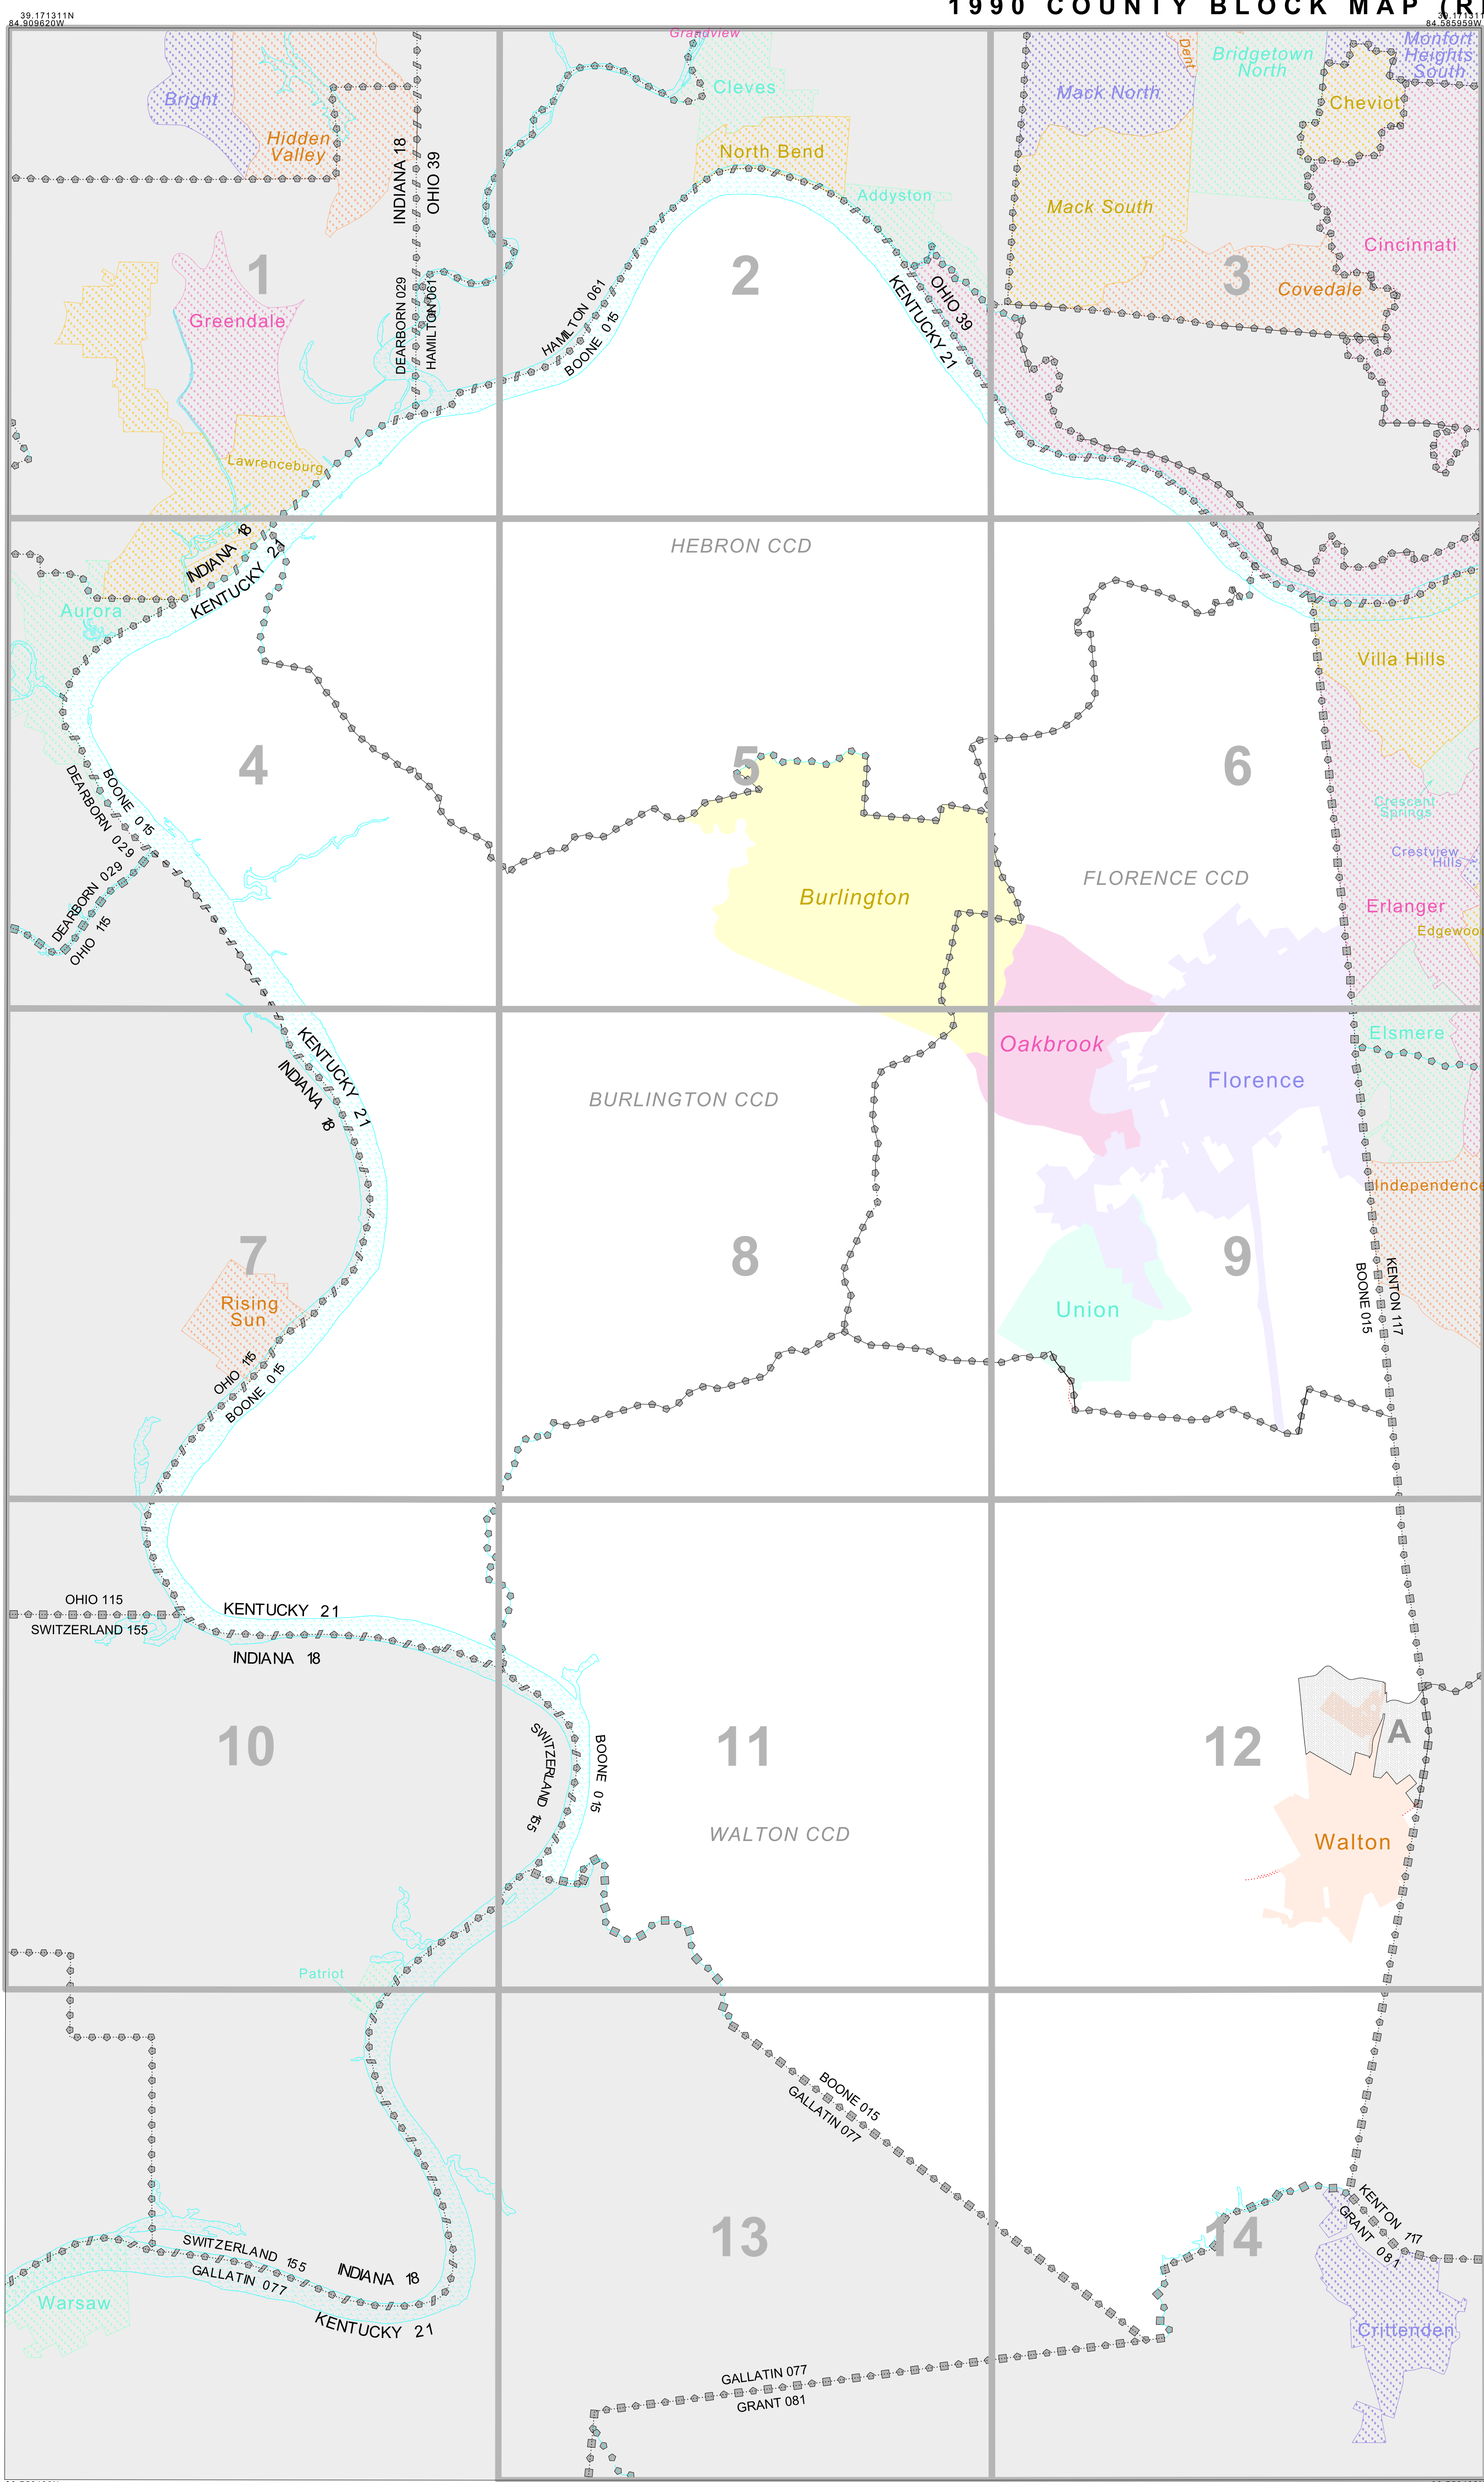 1990 COUNTY BLOCK MAP (R
39.171311N
84.909620W
39.171311
84.585959W
Grandview
Bright
Hidden
Valley
INDIANA 18
OHIO 39
Cleves
North Bend
Addyston
Mack North
Dent
Bridgetown
North
Monfort
Heights
South
Cheviot
Mack South
Cincinnati
Covedale
1
2
3
Greendale
DEARBORN 029
HAMILTON 061
HAMILTON 061
BOONE 015
OHIO 39
KENTUCKY 21
Lawrenceburg
INDIANA 18
KENTUCKY 21
HEBRON CCD
Aurora
Villa Hills
4
5
6
BOONE 015
DEARBORN 029
Crescent
Springs
Crestview
Hills
DEARBORN 029
OHIO 115
Burlington
FLORENCE CCD
Erlanger
Edgewoo
KENTUCKY 21
INDIANA 18
Oakbrook
Elsmere
Florence
BURLINGTON CCD
Independence
7
8
9
Rising
Sun
Union
BOONE 015
KENTON 117
OHIO 115
BOONE 015
OHIO 115
SWITZERLAND 155
KENTUCKY 21
INDIANA 18
10
11
12
A
SWITZERLAND 155
BOONE 015
WALTON CCD
Walton
Patriot
BOONE 015
GALLATIN 077
13
14
KENTON 117
GRANT 081
SWITZERLAND 155
GALLATIN 077
INDIANA 18
KENTUCKY 21
Warsaw
Crittenden
GALLATIN 077
GRANT 081